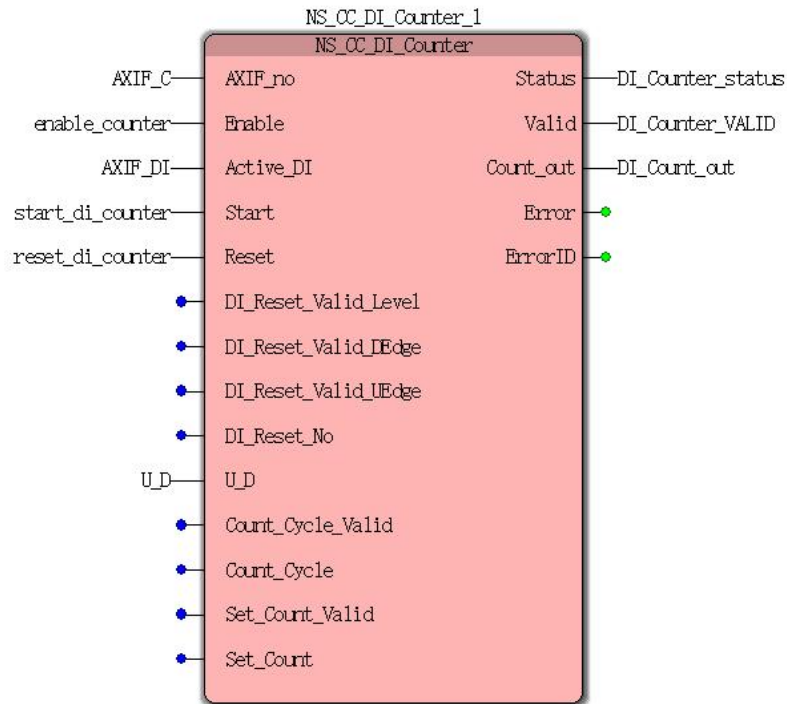 NS_CC_DI_Counter_1
NS_CC_DI_Counter
AXIF_C AXIF_no Status DI_Counter_status
enable_counter Enable Valid DI_Counter_VALID
AXIF_DI Active_DI Count_out DI_Count_out
start_di_counter Start Error
reset_di_counter Reset ErrorID
DI_Reset_Valid_Level
DI_Reset_Valid_DEdge
DI_Reset_Valid_UEdge
DI_Reset_No
U_D U_D
Count_Cycle_Valid
Count_Cycle
Set_Count_Valid
Set_Count